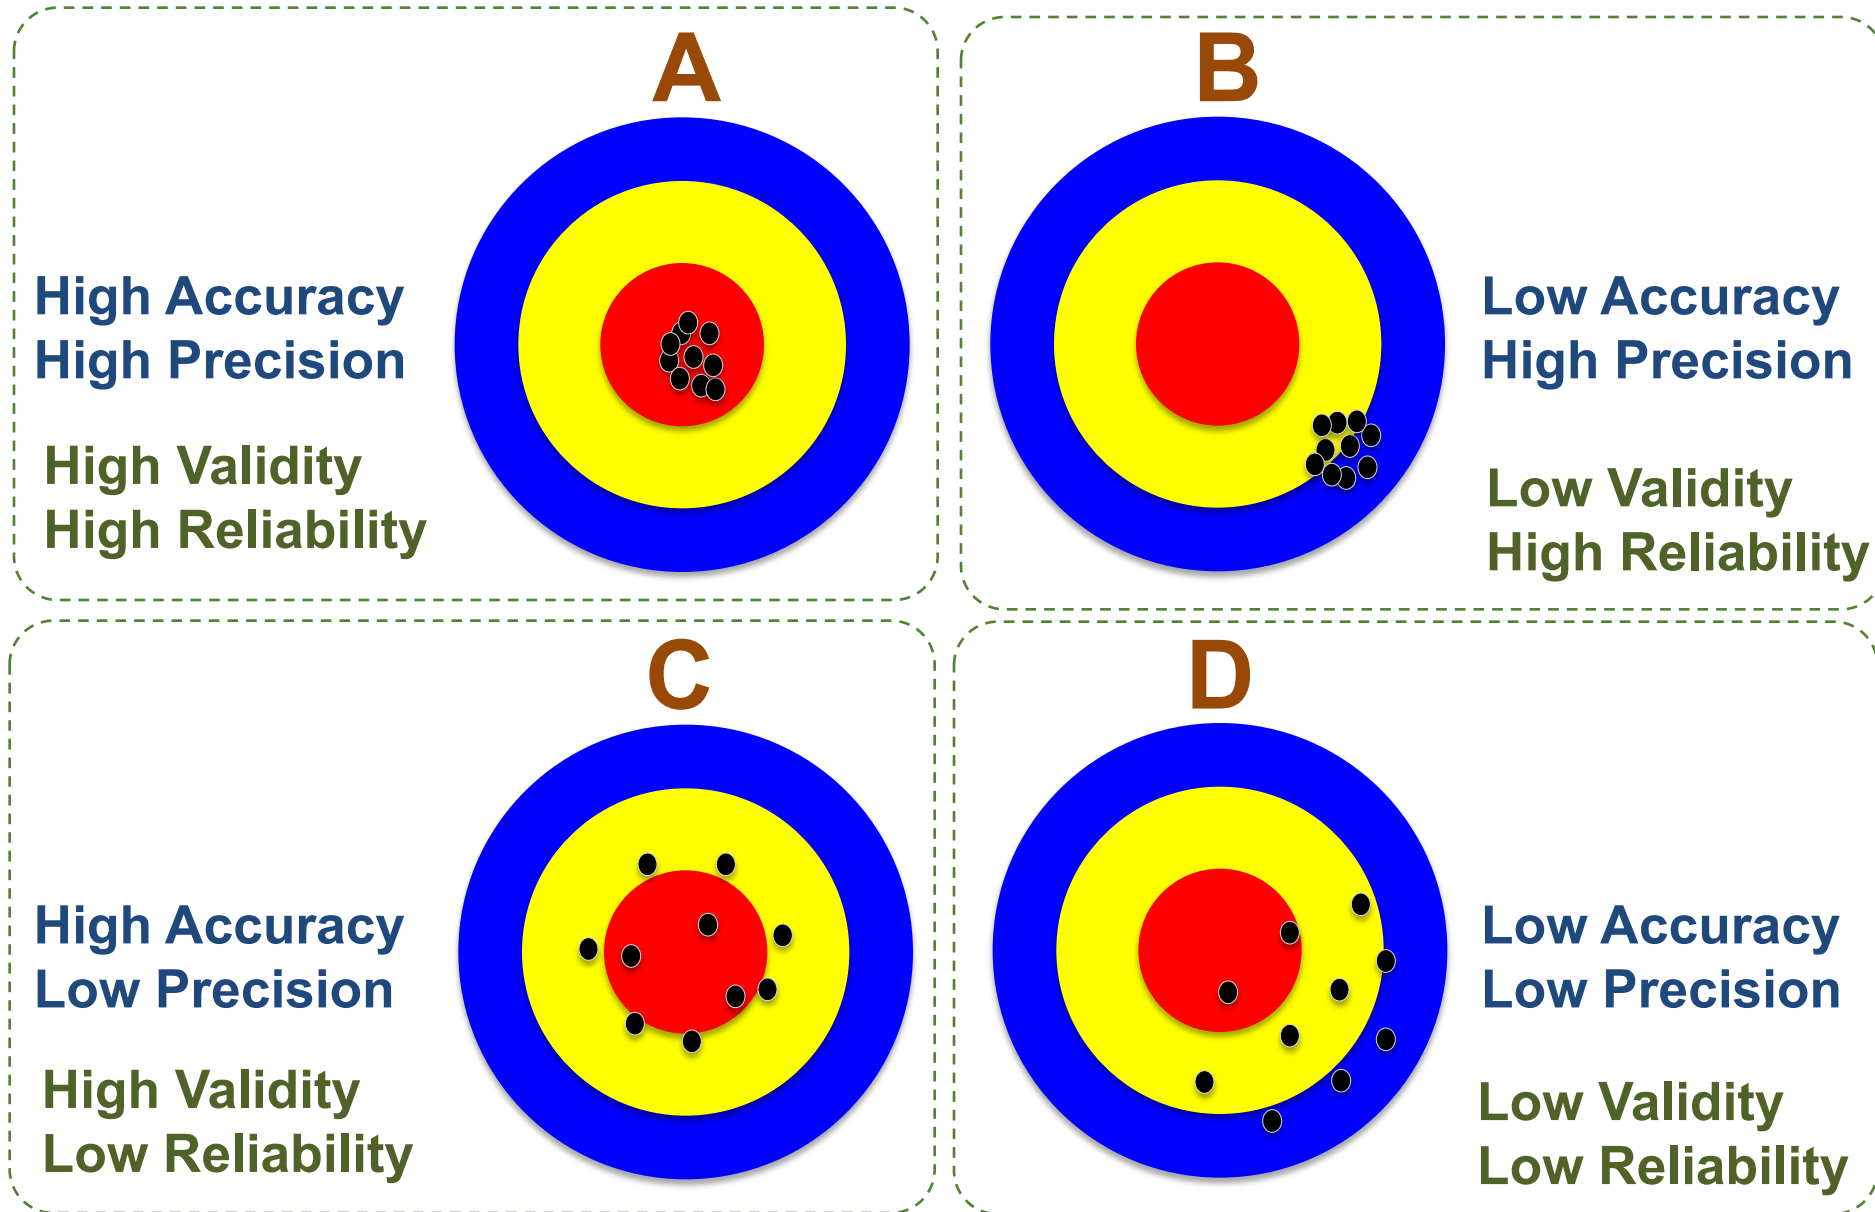 A
High Accuracy
High Precision
High Validity
High Reliability
B
Low Accuracy
High Precision
Low Validity
High Reliability
C
High Accuracy
Low Precision
High Validity
Low Reliability
D
Low Accuracy
Low Precision
Low Validity
Low Reliability